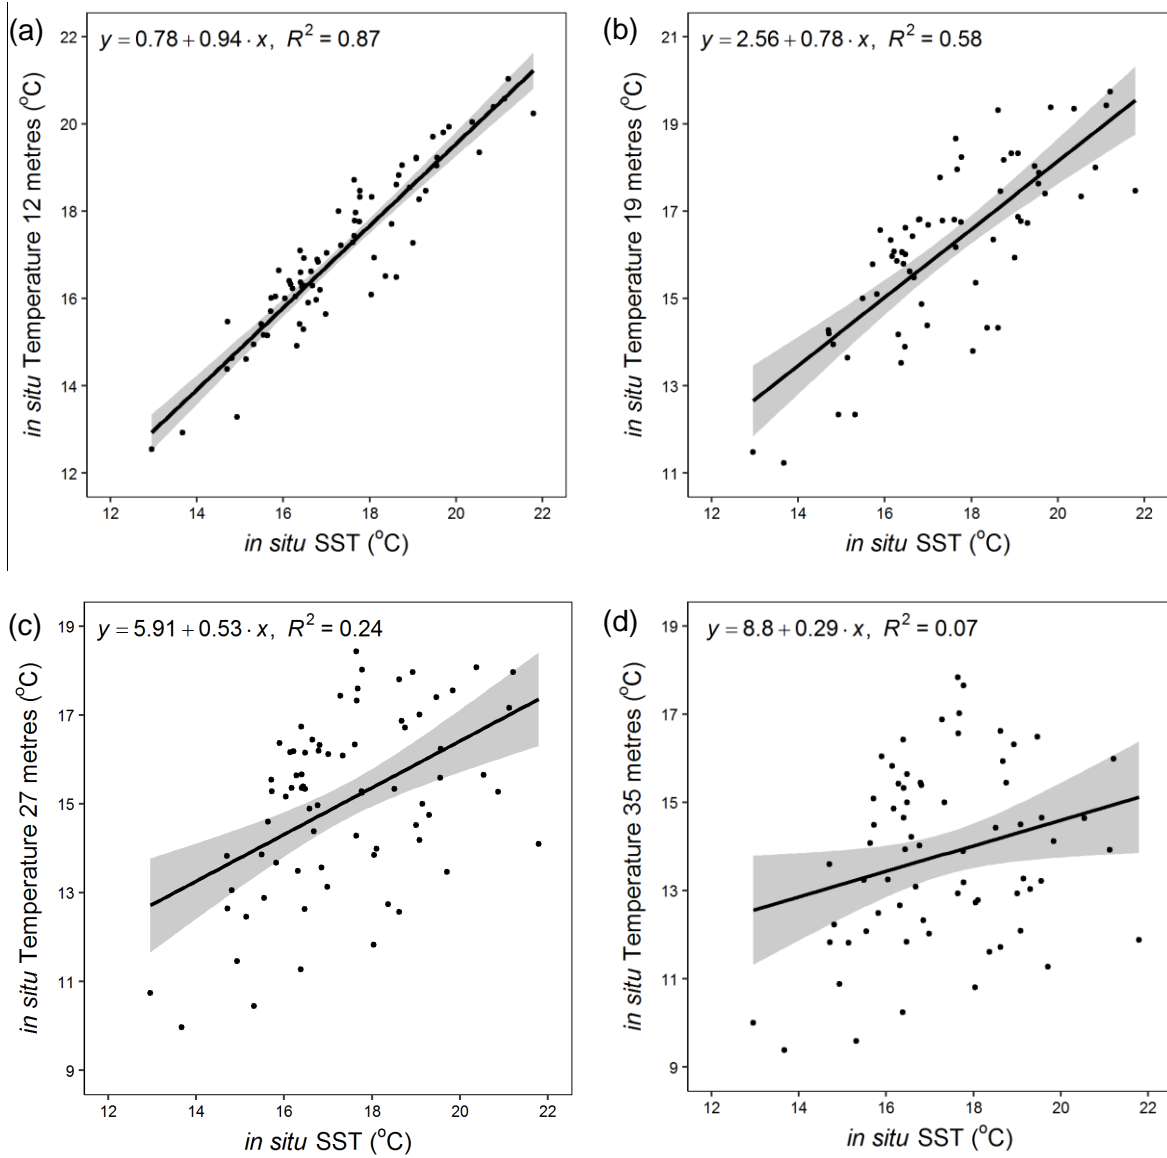 (a)
y = 0.78 + 0.94 · x, R² = 0.87
22
20
18
16
14
12
in situ Temperature 12 metres (°C)
12 14 16 18 20 22
in situ SST (°C)
(b)
y = 2.56 + 0.78 · x, R² = 0.58
21
19
17
15
13
11
in situ Temperature 19 metres (°C)
12 14 16 18 20 22
in situ SST (°C)
(c)
y = 5.91 + 0.53 · x, R² = 0.24
19
17
15
13
11
9
in situ Temperature 27 metres (°C)
12 14 16 18 20 22
in situ SST (°C)
(d)
y = 8.8 + 0.29 · x, R² = 0.07
19
17
15
13
11
9
in situ Temperature 35 metres (°C)
12 14 16 18 20 22
in situ SST (°C)